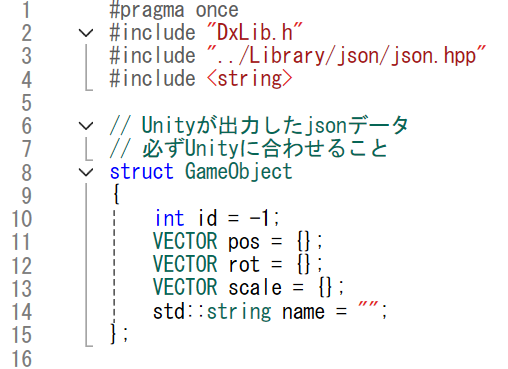 1 #pragma once
2 #include "DxLib.h"
3 #include "../Library/json/json.hpp"
4 #include <string>
5
6 // Unityが出力したjsonデータ
7 // 必ずUnityに合わせること
8 struct GameObject
9 {
10 int id = -1;
11 VECTOR pos = {};
12 VECTOR rot = {};
13 VECTOR scale = {};
14 std::string name = "";
15 };
16